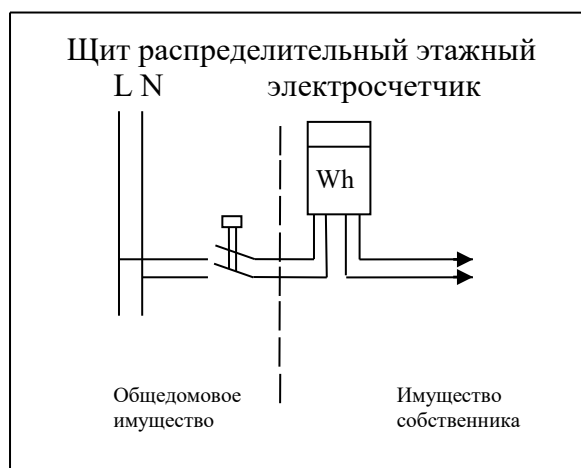 Щит распределительный этажный
L N электросчетчик
Wh
Общедомовое
имущество
Имущество
собственника